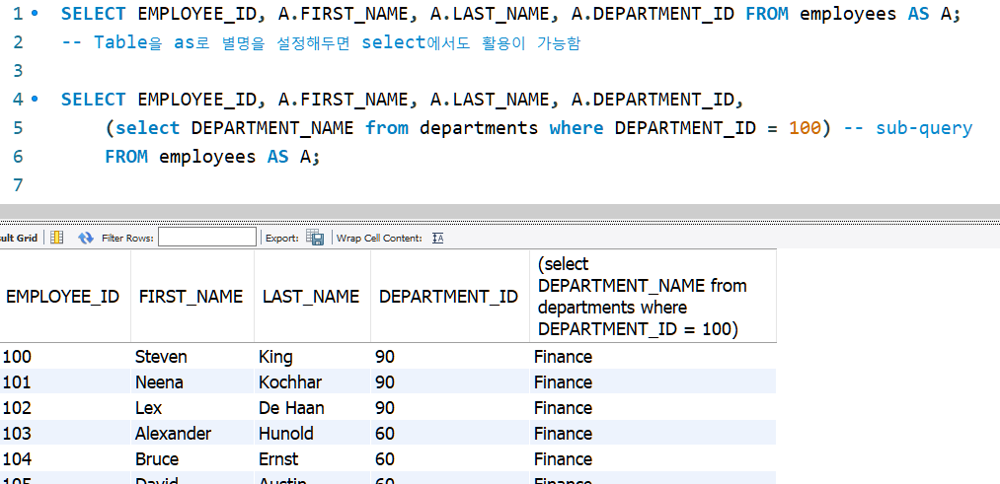 1 SELECT EMPLOYEE_ID, A.FIRST_NAME, A.LAST_NAME, A.DEPARTMENT_ID FROM employees AS A;
2 -- Table을 as로 별명을 설정해두면 select에서도 활용이 가능함
3
4 SELECT EMPLOYEE_ID, A.FIRST_NAME, A.LAST_NAME, A.DEPARTMENT_ID,
5 (select DEPARTMENT_NAME from departments where DEPARTMENT_ID = 100) -- sub-query
6 FROM employees AS A;
7
ult Grid Filter Rows: Export: Wrap Cell Content: IA
EMPLOYEE_ID FIRST_NAME LAST_NAME DEPARTMENT_ID (select
DEPARTMENT_NAME from
departments where
DEPARTMENT_ID = 100)
100 Steven King 90 Finance
101 Neena Kochhar 90 Finance
102 Lex De Haan 90 Finance
103 Alexander Hunold 60 Finance
104 Bruce Ernst 60 Finance
105 David Austin 60 Finance